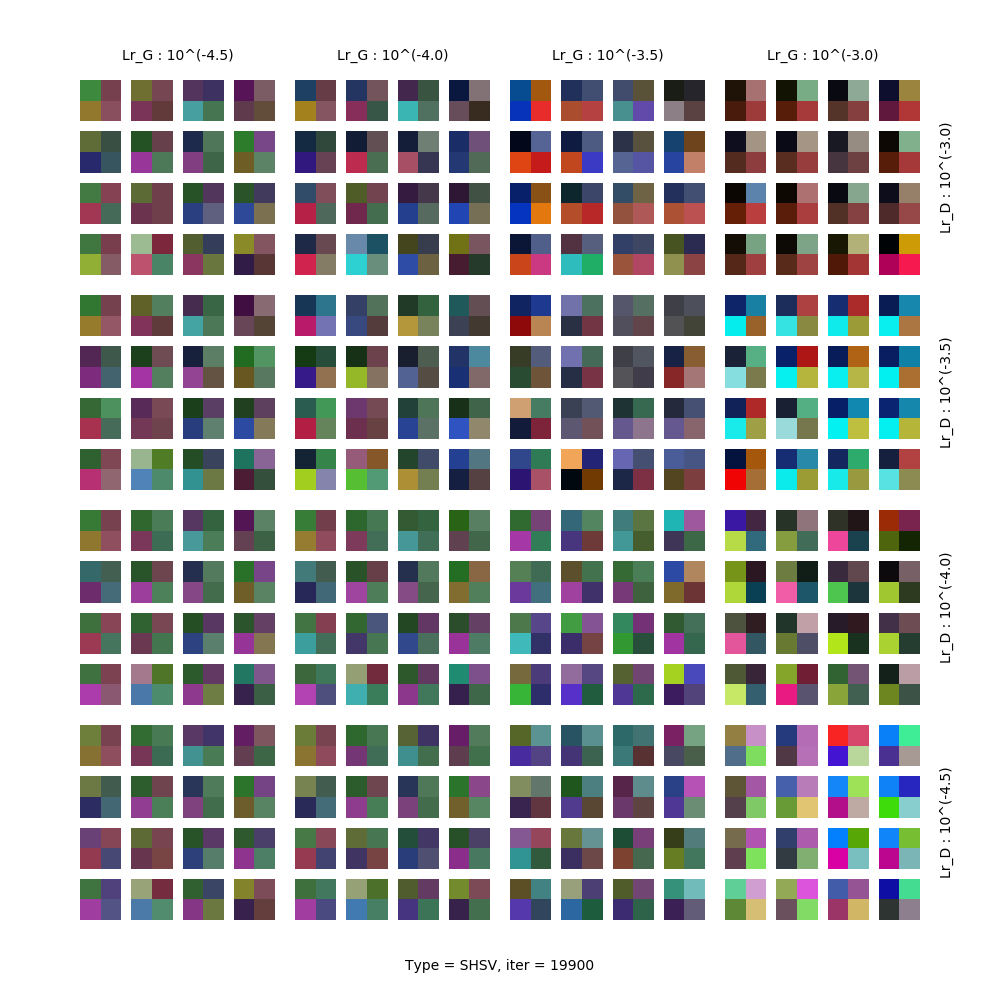 Lr_G : 10^(-4.5)
Lr_G : 10^(-4.0)
Lr_G : 10^(-3.5)
Lr_G : 10^(-3.0)
Lr_D : 10^(-3.0)
Lr_D : 10^(-3.5)
Lr_D : 10^(-4.0)
Lr_D : 10^(-4.5)
Type = SHSV, iter = 19900